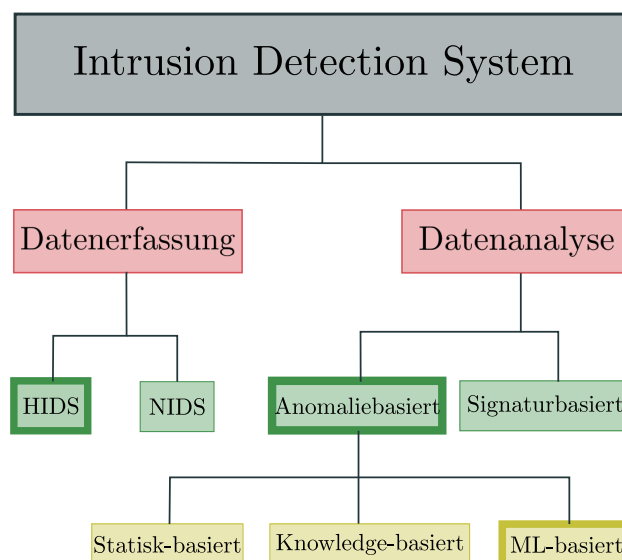 Intrusion Detection System
Datenerfassung
Datenanalyse
HIDS
NIDS
Anomaliebasiert
Signaturbasiert
Statisk-basiert
Knowledge-basiert
ML-basiert